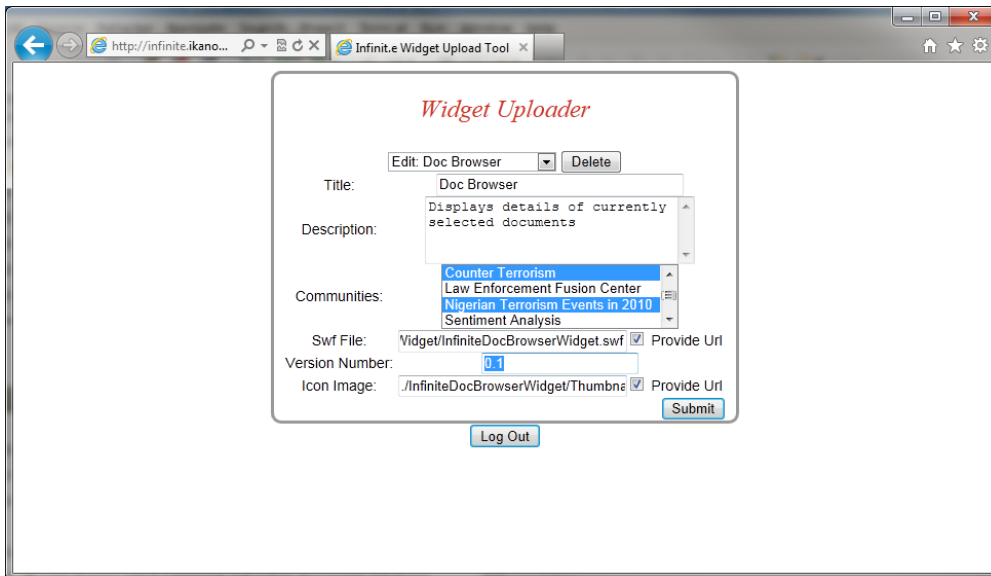 http://infinite.ikano...
Infinit.e Widget Upload Tool
Widget Uploader
Edit: Doc Browser Delete
Title: Doc Browser
Description: Displays details of currently
selected documents
Communities: Counter Terrorism
Law Enforcement Fusion Center
Nigerian Terrorism Events in 2010
Sentiment Analysis
Swf File: Widget/InfiniteDocBrowserWidget.swf Provide Url
Version Number: 0.1
Icon Image: ./InfiniteDocBrowserWidget/Thumbna Provide Url
Submit
Log Out